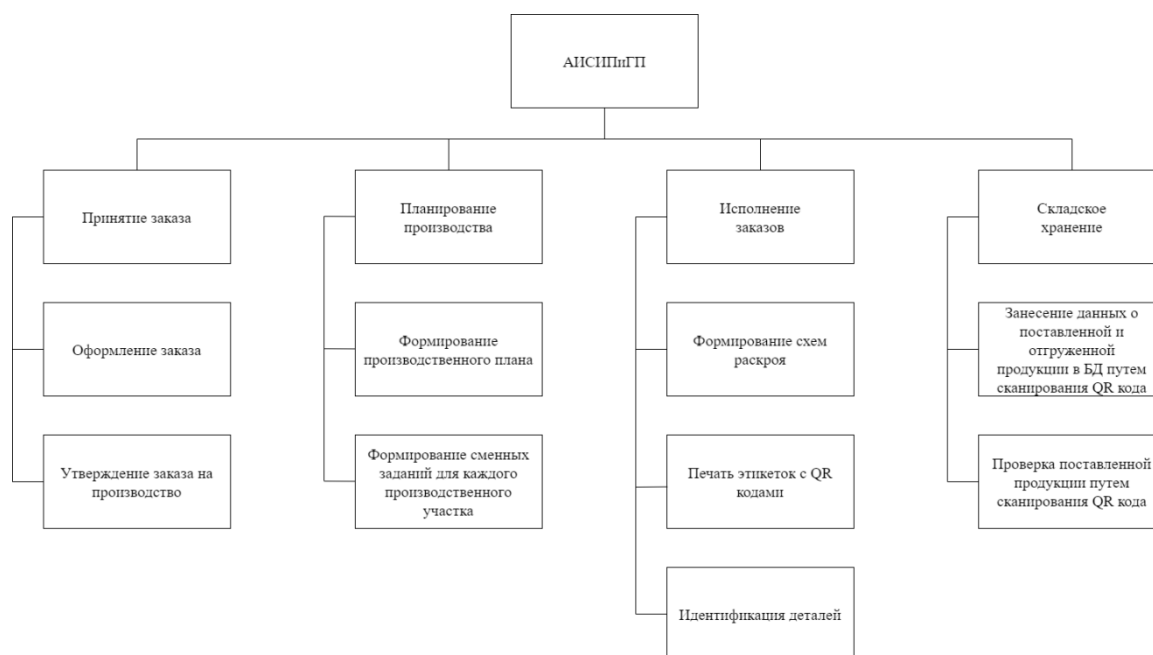 АИСИПиГП
Принятие заказа
Планирование
производства
Исполнение
заказов
Складское
хранение
Оформление заказа
Формирование
производственного плана
Формирование схем
раскроя
Занесение данных о
поставленной и
отгруженной
продукции в БД путем
сканирования QR кода
Утверждение заказа на
производство
Формирование сменных
заданий для каждого
производственного
участка
Печать этикеток с QR
кодами
Проверка поставленной
продукции путем
сканирования QR кода
Идентификация деталей